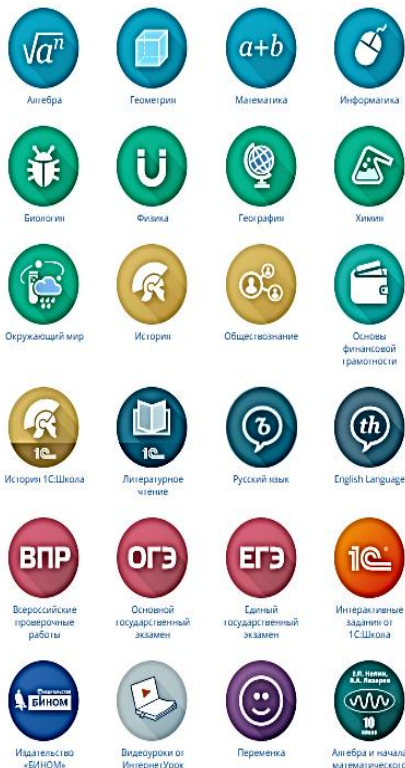 √aⁿ
a+b
Алгебра
Геометрия
Математика
Информатика
Биология
Физика
География
Химия
Окружающий мир
История
Обществознание
Основы
финансовой
грамотности
1С
1С
Ѣ
th
История 1С:Школа
Литературное
чтение
Русский язык
English Language
ВПР
ОГЭ
ЕГЭ
1С
Всероссийские
проверочные
работы
Основной
государственный
экзамен
Единый
государственный
экзамен
Интерактивные
задания от
1С:Школа
Издательство
БИНОМ
10
класс
Издательство
«БИНОМ»
Видеоуроки от
ИнтернетУрок
Переменка
Алгебра и начала
математического